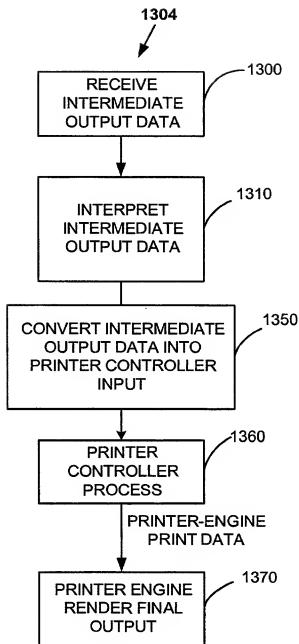 1304
RECEIVE
INTERMEDIATE
OUTPUT DATA
1300
INTERPRET
INTERMEDIATE
OUTPUT DATA
1310
CONVERT INTERMEDIATE
OUTPUT DATA INTO
PRINTER CONTROLLER
INPUT
1350
PRINTER
CONTROLLER
PROCESS
1360
PRINTER-ENGINE
PRINT DATA
PRINTER ENGINE
RENDER FINAL
OUTPUT
1370